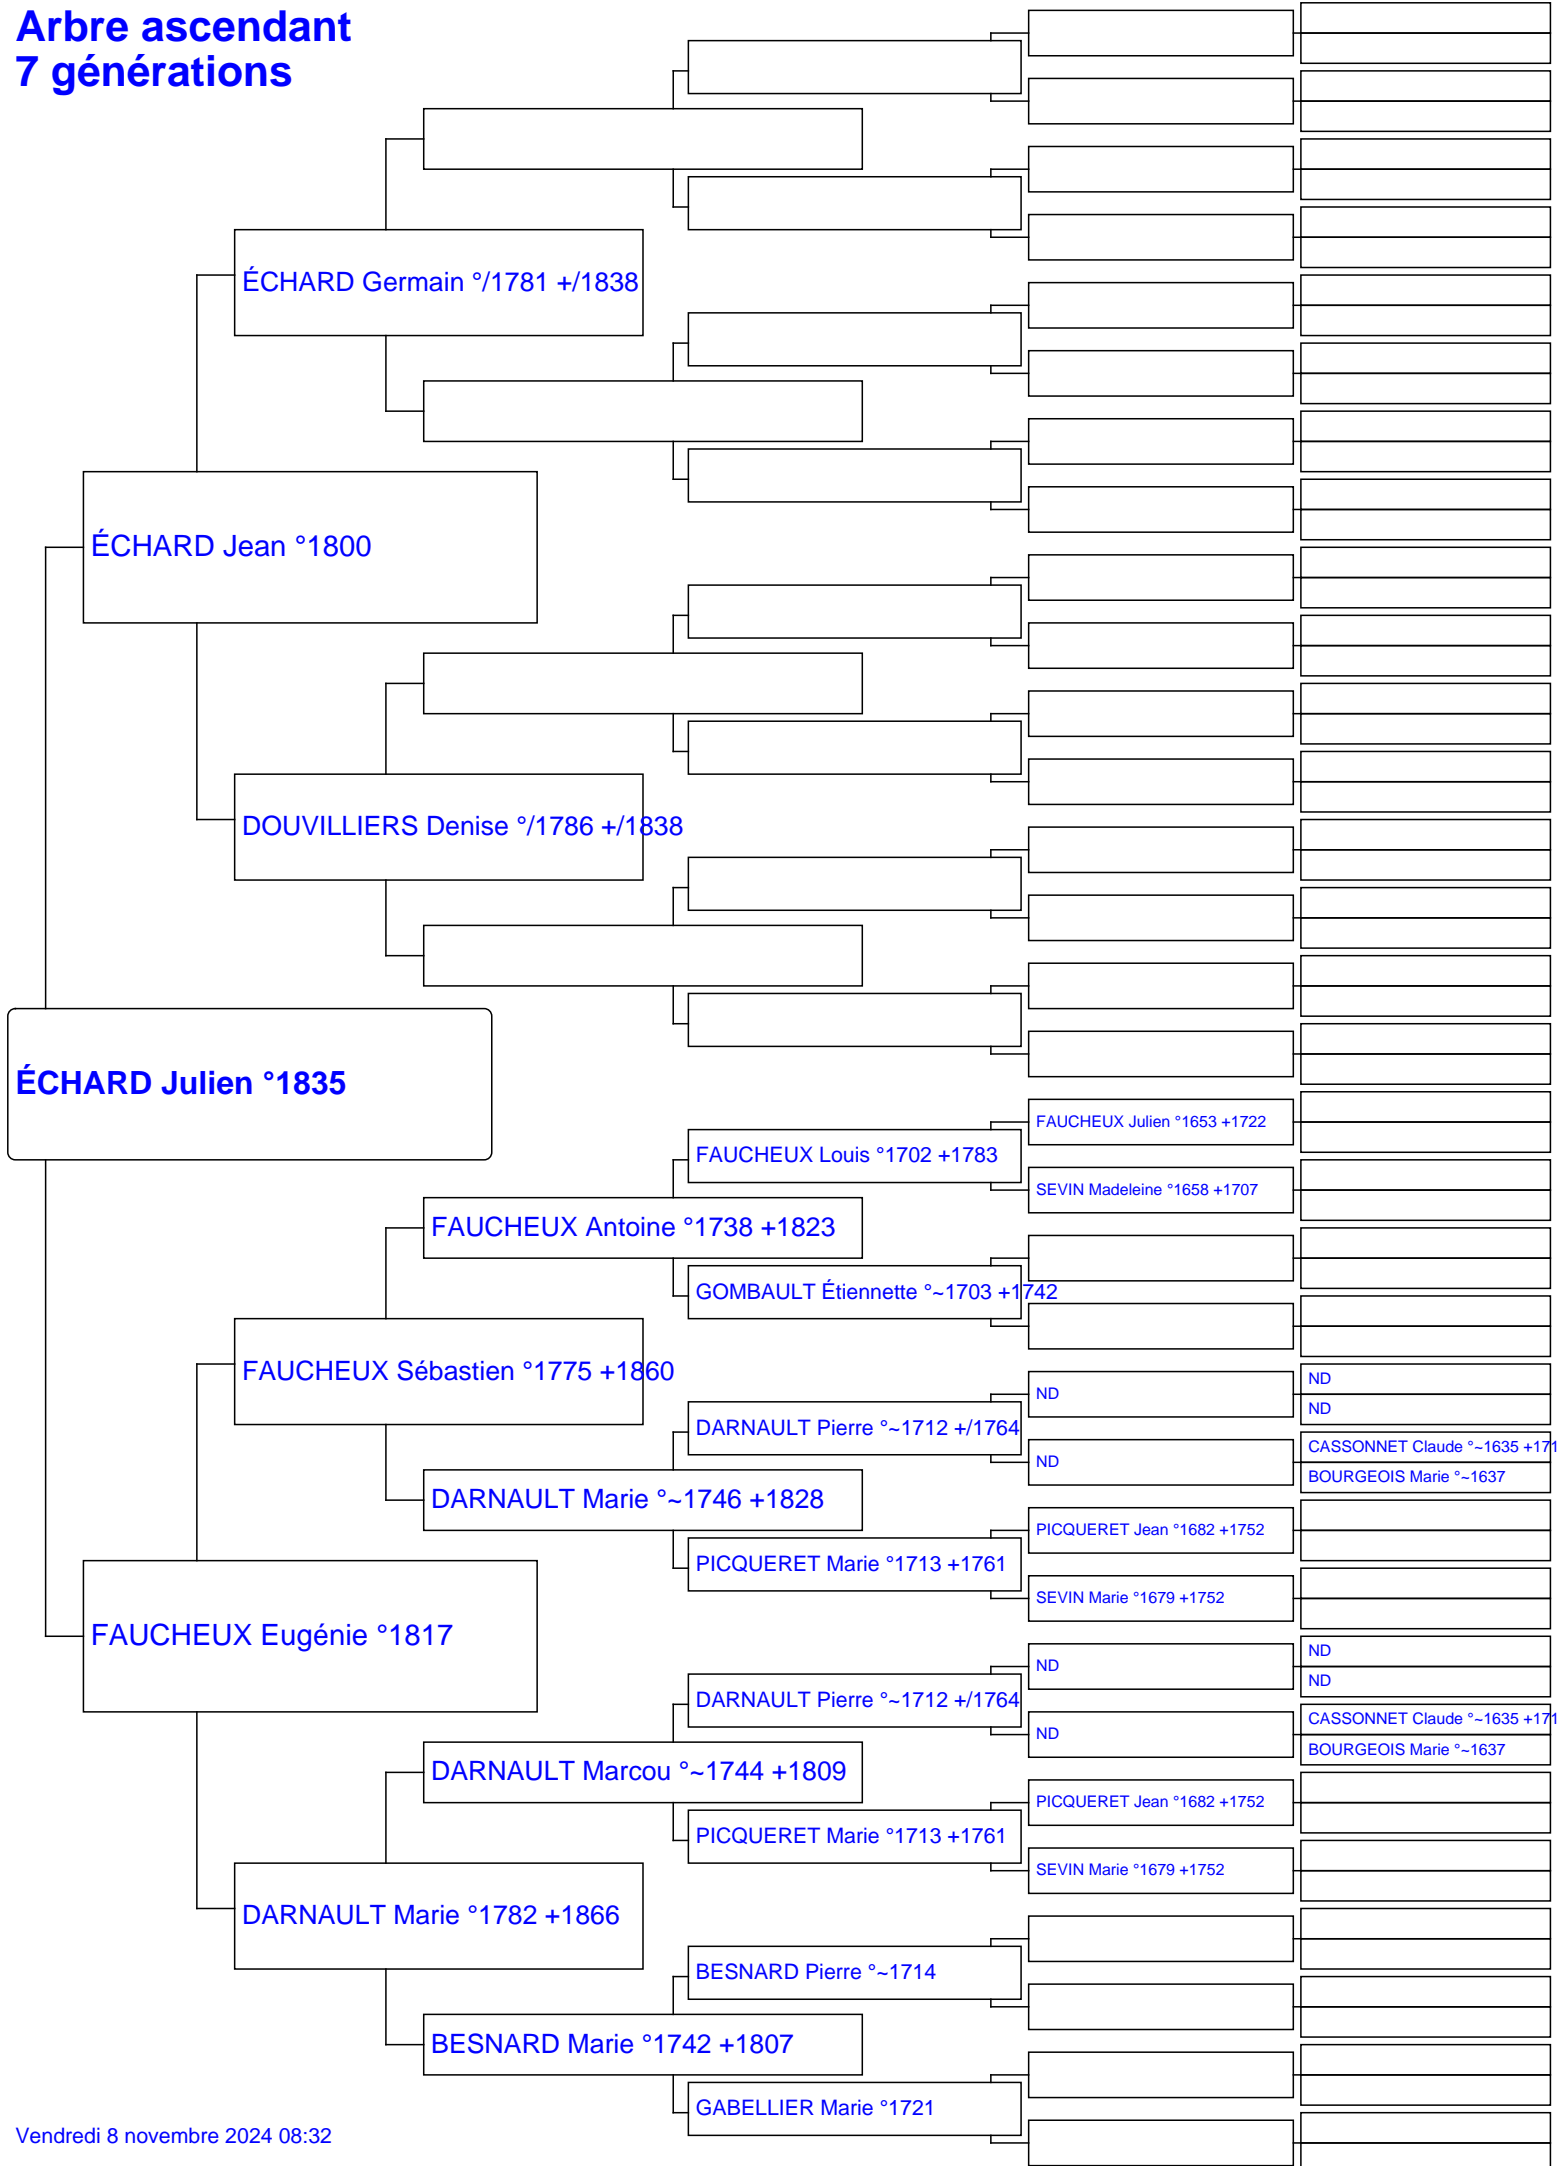 Arbre ascendant
7 générations
ÉCHARD Germain °/1781 +/1838
ÉCHARD Jean °1800
DOUVILLIERS Denise °/1786 +/1838
ÉCHARD Julien °1835
FAUCHEUX Julien °1653 +1722
FAUCHEUX Louis °1702 +1783
SEVIN Madeleine °1658 +1707
FAUCHEUX Antoine °1738 +1823
GOMBAULT Étiennette °~1703 +1742
FAUCHEUX Sébastien °1775 +1860
ND
ND
ND
DARNAULT Pierre °~1712 +/1764
CASSONNET Claude °~1635 +171
ND
BOURGEOIS Marie °~1637
DARNAULT Marie °~1746 +1828
PICQUERET Jean °1682 +1752
PICQUERET Marie °1713 +1761
SEVIN Marie °1679 +1752
FAUCHEUX Eugénie °1817
ND
ND
ND
DARNAULT Pierre °~1712 +/1764
CASSONNET Claude °~1635 +171
ND
BOURGEOIS Marie °~1637
DARNAULT Marcou °~1744 +1809
PICQUERET Jean °1682 +1752
PICQUERET Marie °1713 +1761
SEVIN Marie °1679 +1752
DARNAULT Marie °1782 +1866
BESNARD Pierre °~1714
BESNARD Marie °1742 +1807
GABELLIER Marie °1721
Vendredi 8 novembre 2024 08:32